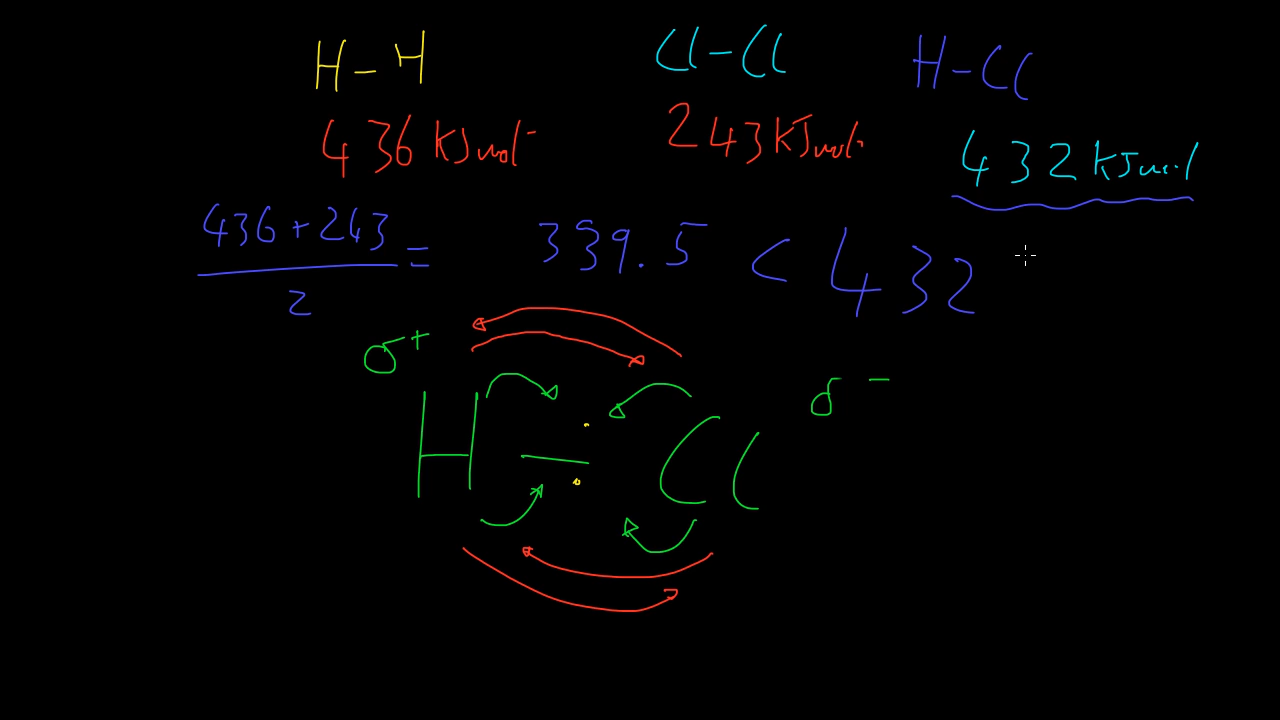 H-H Cl-Cl H-Cl
436 KJmol- 243 KJmol- 432 KJmol
436+243 / 2 = 339.5 < 432
σ+ δ-
H : Cl